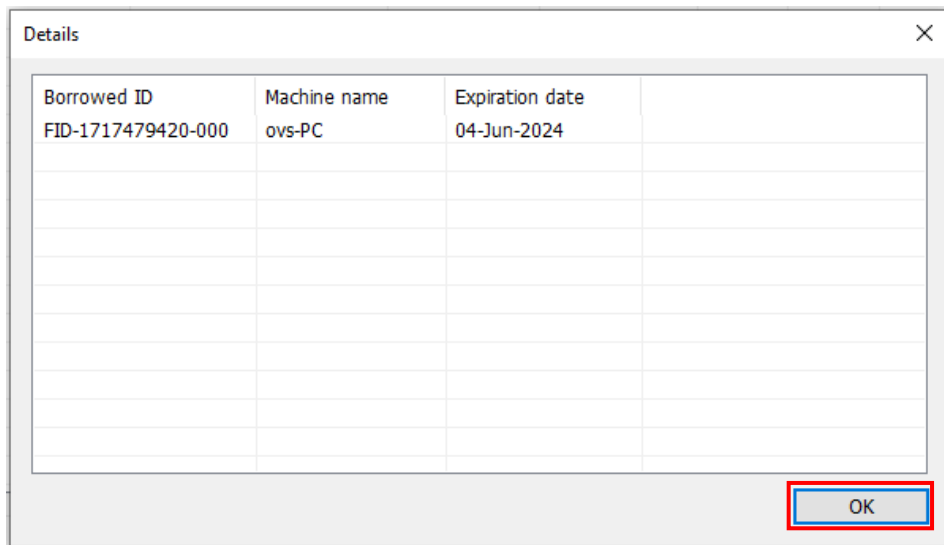 Details
Borrowed ID Machine name Expiration date
FID-1717479420-000 ovs-PC 04-Jun-2024
OK